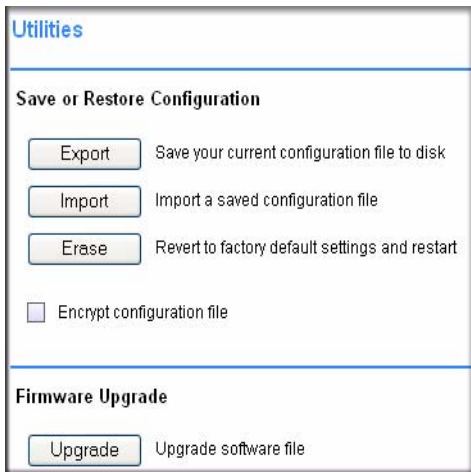 Utilities
Save or Restore Configuration
Export Save your current configuration file to disk
Import Import a saved configuration file
Erase Revert to factory default settings and restart
Encrypt configuration file
Firmware Upgrade
Upgrade Upgrade software file